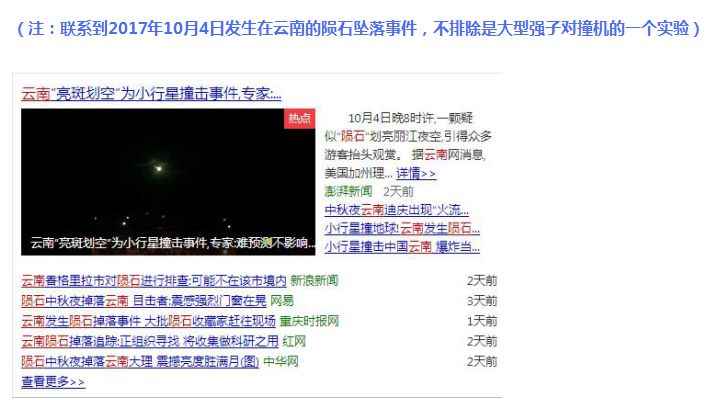 （注：联系到2017年10月4日发生在云南的陨石坠落事件，不排除是大型强子对撞机的一个实验）
云南“亮斑划空”为小行星撞击事件,专家:...
热点
云南“亮斑划空”为小行星撞击事件,专家:难预测不影响...
10月4日晚8时许,一颗疑
似“陨石”划亮丽江夜空,引得众多
游客抬头观赏。 据云南网消息,
美国加州理... 详情>>
澎湃新闻 2天前
中秋夜云南迪庆出现“火流...
小行星撞地球!云南发生陨石...
小行星撞击中国云南 爆炸当...
云南香格里拉市对陨石进行排查:可能不在该市境内 新浪新闻 2天前
陨石中秋夜掉落云南 目击者:震感强烈门窗在晃 网易 3天前
云南发生陨石掉落事件 大批陨石收藏家赶往现场 重庆时报网 1天前
云南陨石掉落追踪:正组织寻找 将收集做科研之用 红网 2天前
陨石中秋夜掉落云南大理 震撼亮度胜满月(图) 中华网 2天前
查看更多>>